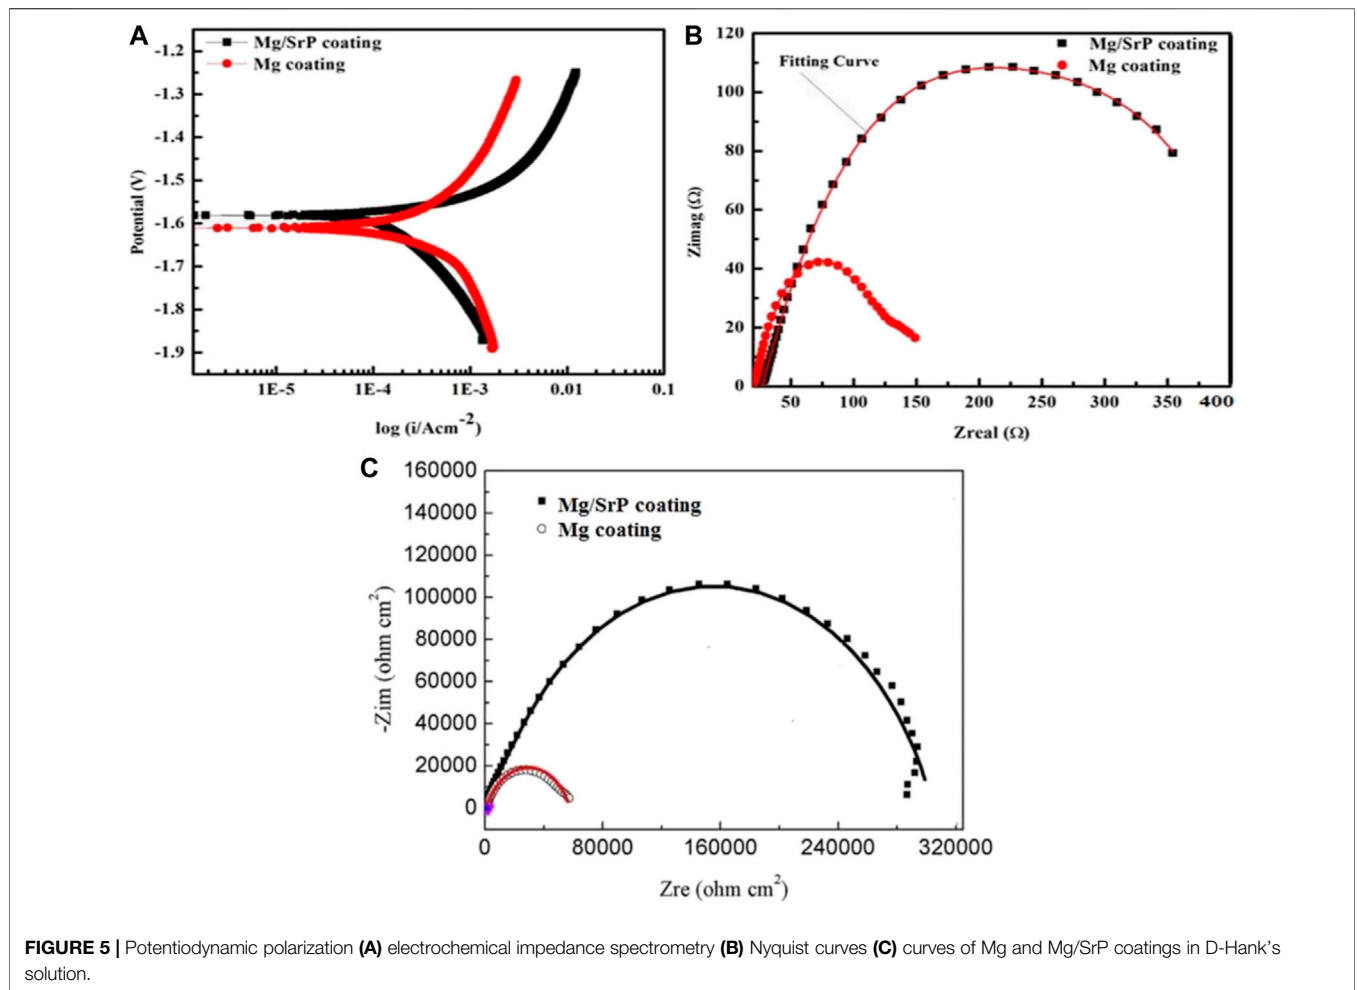 A
Mg/SrP coating
Mg coating
-1.2
-1.3
-1.4
-1.5
-1.6
-1.7
-1.8
-1.9
Potential (V)
1E-5 1E-4 1E-3 0.01 0.1
log (i/Acm-2)
B
Mg/SrP coating
Mg coating
Fitting Curve
120
100
80
60
40
20
0
Zimag (Ω)
50 100 150 200 250 300 350 400
Zreal (Ω)
C
Mg/SrP coating
Mg coating
160000
140000
120000
100000
80000
60000
40000
20000
0
-Zim (ohm cm2)
0 80000 160000 240000 320000
Zre (ohm cm2)
FIGURE 5 | Potentiodynamic polarization (A) electrochemical impedance spectrometry (B) Nyquist curves (C) curves of Mg and Mg/SrP coatings in D-Hank's
solution.